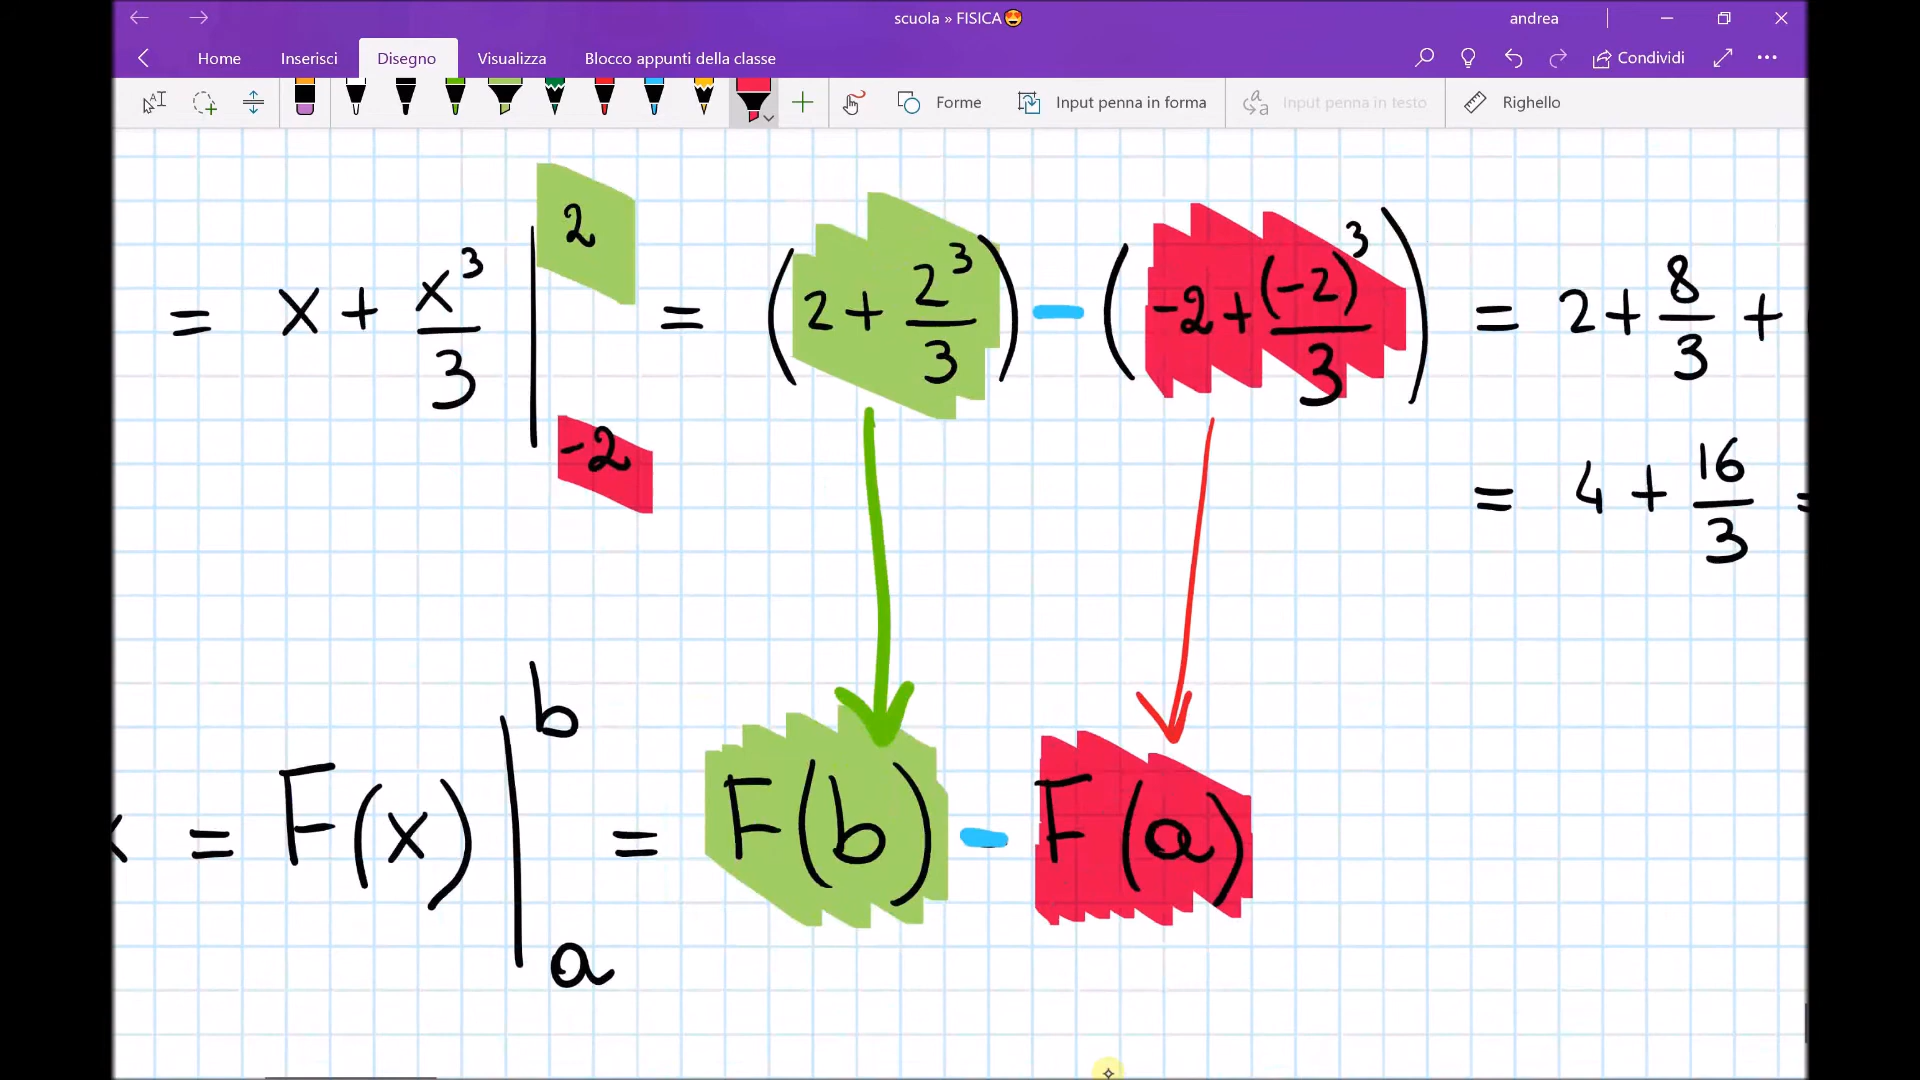 scuola » FISICA😍
andrea
Home Inserisci Disegno Visualizza Blocco appunti della classe Condividi
Forme Input penna in forma Input penna in testo Righello
= x + x³/3 |₋₂² = (2 + 2³/3) - (-2 + (-2)³/3) = 2 + 8/3 +
= 4 + 16/3 =
x = F(x) |ₐᵇ = F(b) - F(a)